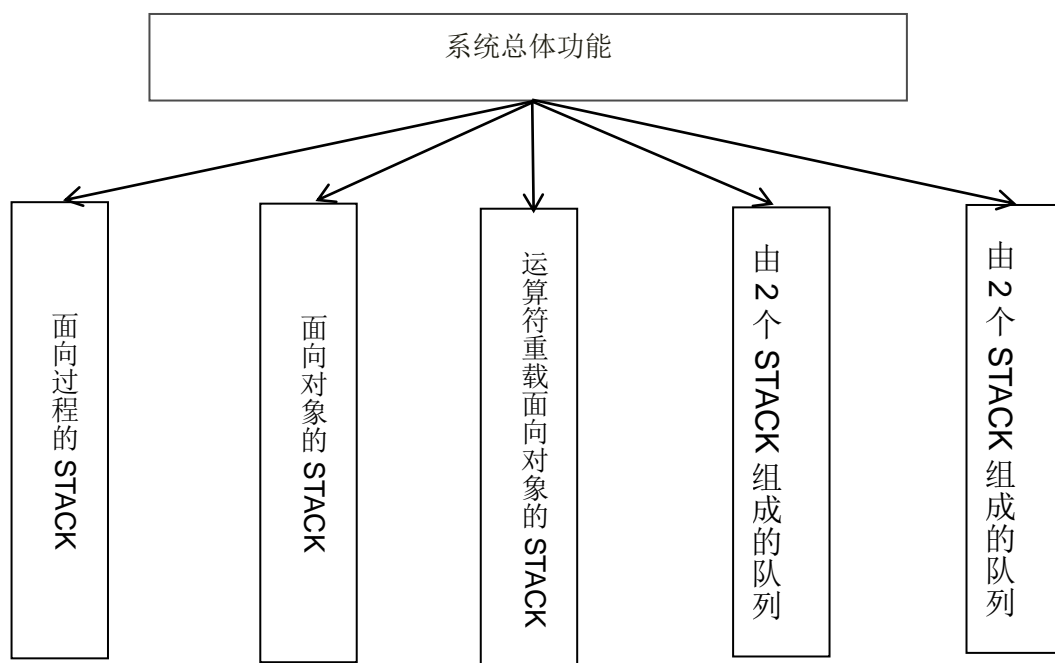 系统总体功能
面向过程的 STACK
面向对象的 STACK
运算符重载面向对象的 STACK
由 2 个 STACK 组成的队列
由 2 个 STACK 组成的队列